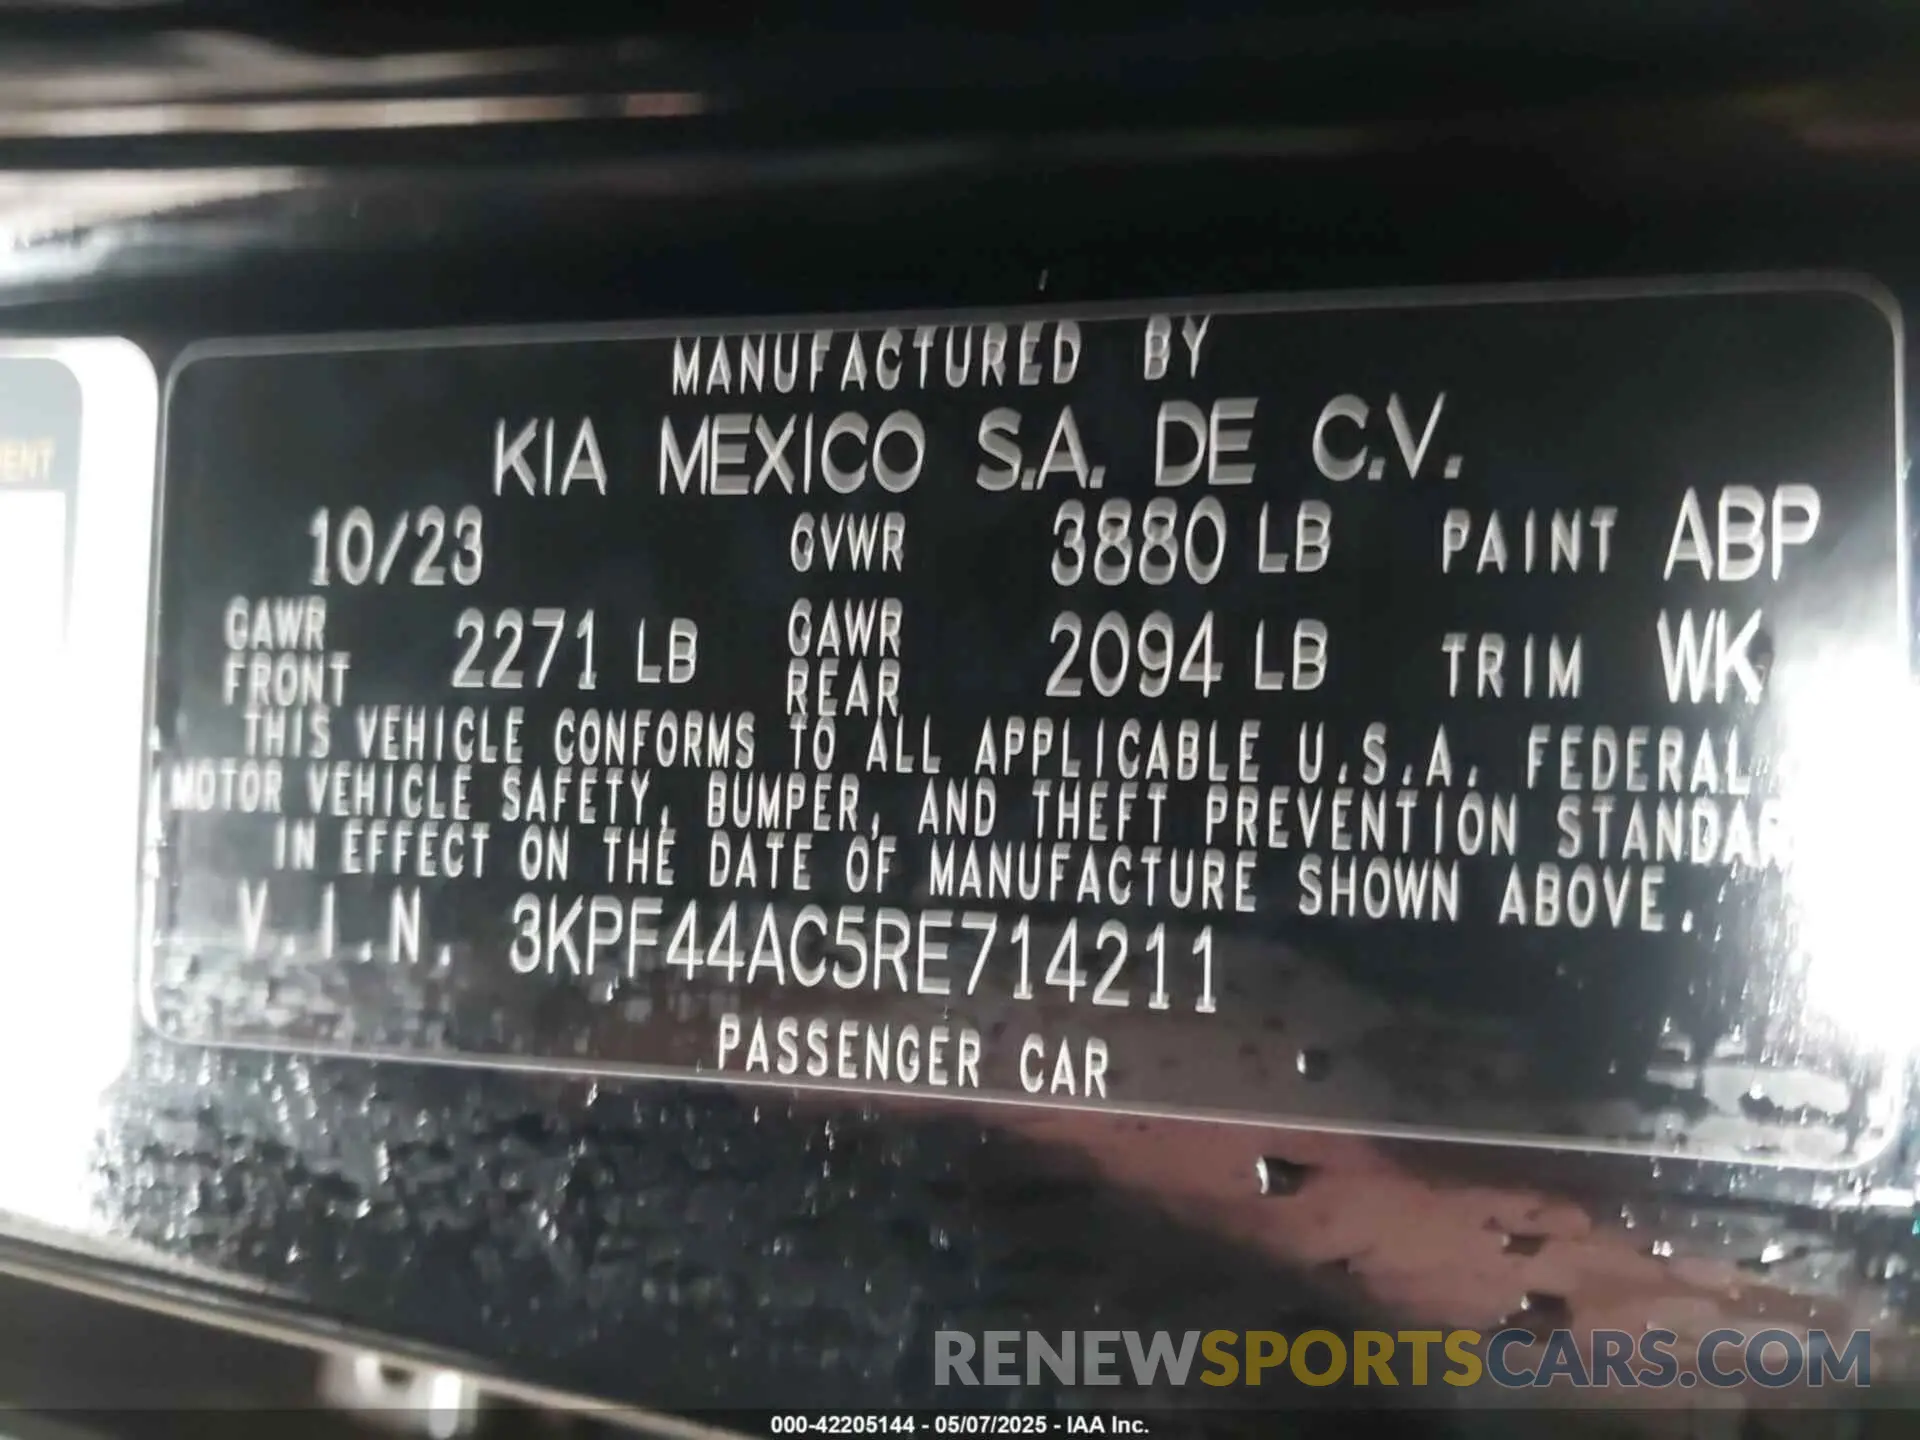 ENT
MANUFACTURED BY
KIA MEXICO S.A. DE C.V.
10/23 GVWR 3880 LB PAINT ABP
GAWR FRONT 2271 LB GAWR REAR 2094 LB TRIM WK
THIS VEHICLE CONFORMS TO ALL APPLICABLE U.S.A. FEDERAL
MOTOR VEHICLE SAFETY, BUMPER, AND THEFT PREVENTION STANDAR
IN EFFECT ON THE DATE OF MANUFACTURE SHOWN ABOVE.
V.I.N. 3KPF44AC5RE714211
PASSENGER CAR
RENEWSPORTSCARS.COM
000-42205144 - 05/07/2025 - IAA Inc.